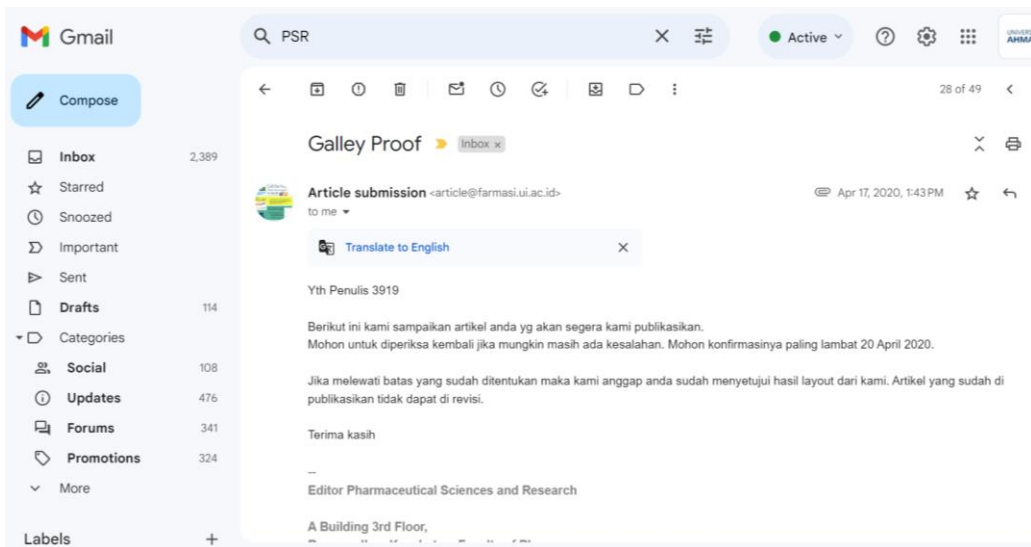 Gmail
PSR
Active
UNIVERS
AHMA
Compose
28 of 49
Galley Proof
Inbox x
Inbox 2,389
Starred
Snoozed
Important
Sent
Drafts 114
Categories
Social 108
Updates 476
Forums 341
Promotions 324
More
Labels +
Article submission <article@farmasi.ui.ac.id>
Apr 17, 2020, 1:43 PM
to me
Translate to English
Yth Penulis 3919
Berikut ini kami sampaikan artikel anda yg akan segera kami publikasikan.
Mohon untuk diperiksa kembali jika mungkin masih ada kesalahan. Mohon konfirmasinya paling lambat 20 April 2020.
Jika melewati batas yang sudah ditentukan maka kami anggap anda sudah menyetujui hasil layout dari kami. Artikel yang sudah di
publikasikan tidak dapat di revisi.
Terima kasih
--
Editor Pharmaceutical Sciences and Research
A Building 3rd Floor,